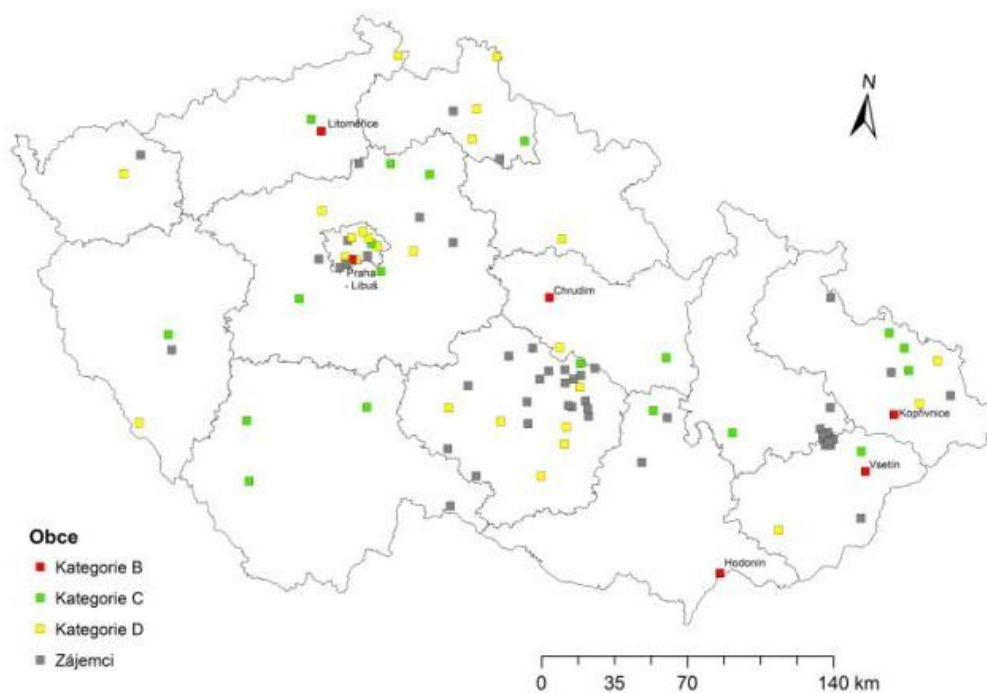 N
Litoměřice
Praha
- Libuš
Chrudim
Kopřivnice
Vsetín
Hodonín
Obce
Kategorie B
Kategorie C
Kategorie D
Zájemci
0 35 70 140 km